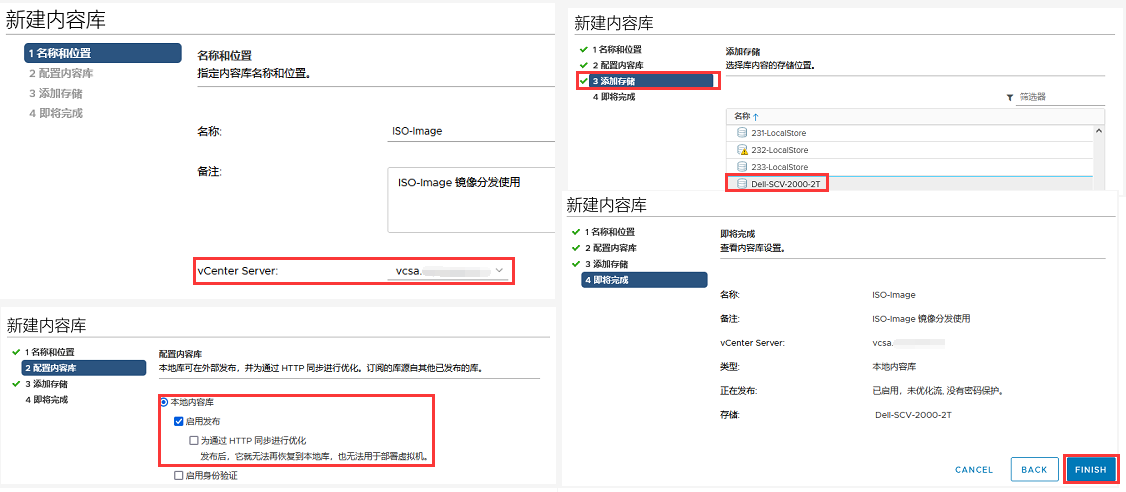 新建内容库
1 名称和位置
2 配置内容库
3 添加存储
4 即将完成
名称和位置
指定内容库名称和位置。
名称:
ISO-Image
备注:
ISO-Image 镜像分发使用
vCenter Server:
vcsa.
新建内容库
1 名称和位置
2 配置内容库
3 添加存储
4 即将完成
配置内容库
本地库可在外部发布，并为通过 HTTP 同步进行优化。订阅的库源自其他已发布的库。
本地内容库
启用发布
为通过 HTTP 同步进行优化
发布后，它就无法再恢复到本地库，也无法用于部署虚拟机。
启用身份验证
新建内容库
1 名称和位置
2 配置内容库
3 添加存储
4 即将完成
添加存储
选择库内容的存储位置。
筛选器
名称 ↑
231-LocalStore
232-LocalStore
233-LocalStore
Dell-SCV-2000-2T
新建内容库
1 名称和位置
2 配置内容库
3 添加存储
4 即将完成
即将完成
查看内容库设置。
名称: ISO-Image
备注: ISO-Image 镜像分发使用
vCenter Server: vcsa.
类型: 本地内容库
正在发布: 已启用，未优化流, 没有密码保护。
存储: Dell-SCV-2000-2T
CANCEL BACK FINISH